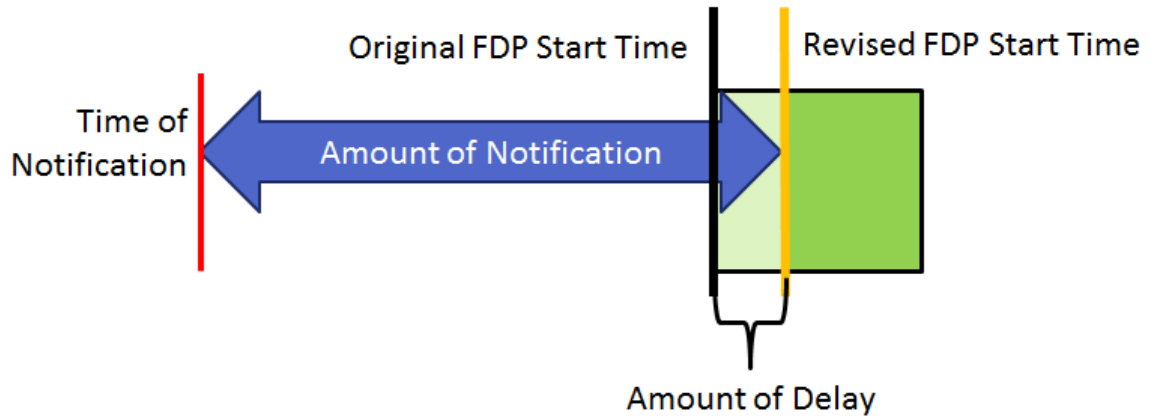 Original FDP Start Time
Revised FDP Start Time
Time of
Notification
Amount of Notification
Amount of Delay